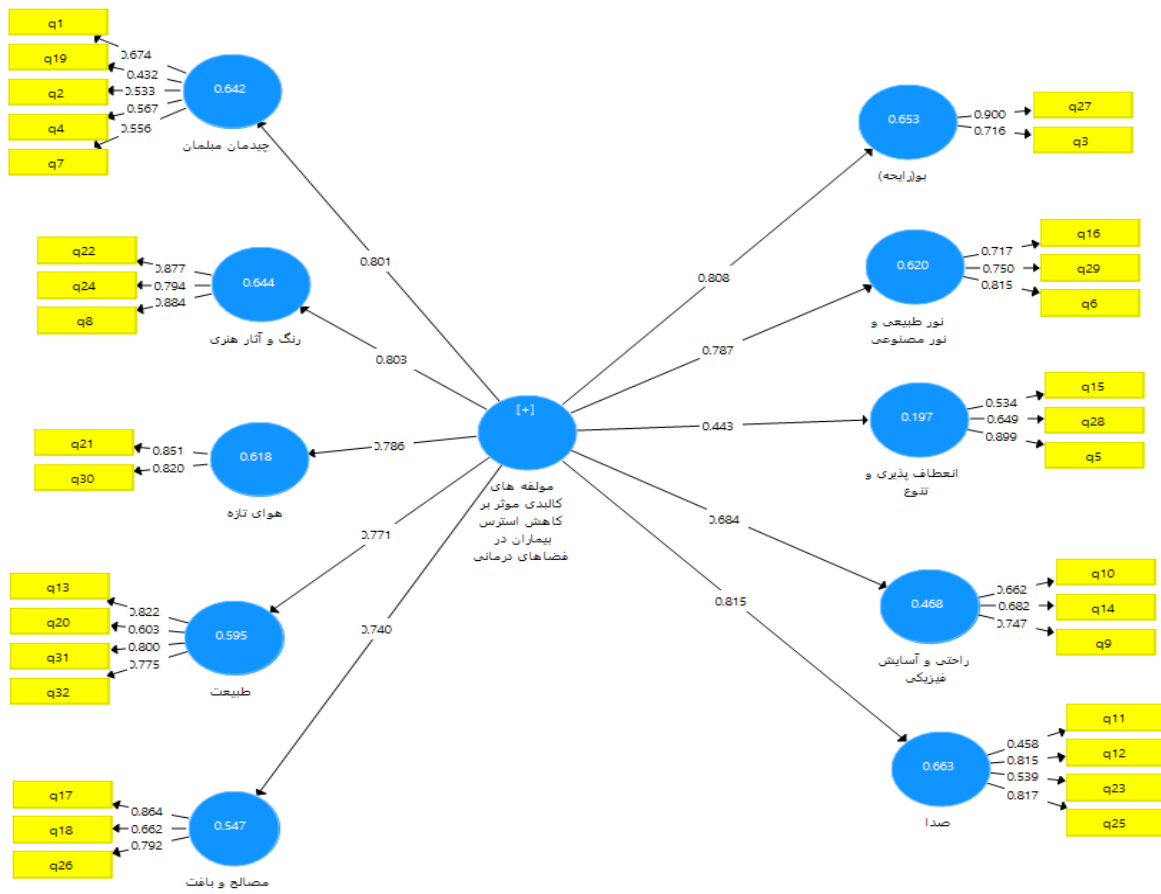 q1
q19
q2
q4
q7
0.674
0.432
0.533
0.567
0.556
0.642
چیدمان مبلمان
0.801
q22
q24
q8
0.877
0.794
0.884
0.644
رنگ و آثار هنری
0.803
q21
q30
0.851
0.820
0.618
هوای تازه
0.786
q13
q20
q31
q32
0.822
0.603
0.800
0.775
0.595
طبیعت
0.771
q17
q18
q26
0.864
0.662
0.792
0.547
مصالح و بافت
0.740
[+]
مولفه های
کالبدی موثر بر
کاهش استرس
بیماران در
فضاهای درمانی
0.808
0.653
بو(رایحه)
0.900
0.716
q27
q3
0.787
0.620
نور طبیعی و
نور مصنوعی
0.717
0.750
0.815
q16
q29
q6
0.443
0.197
انعطاف پذیری و
تنوع
0.534
0.649
0.899
q15
q28
q5
0.684
0.468
راحتی و آسایش
فیزیکی
0.662
0.682
0.747
q10
q14
q9
0.815
0.663
صدا
0.458
0.815
0.539
0.817
q11
q12
q23
q25